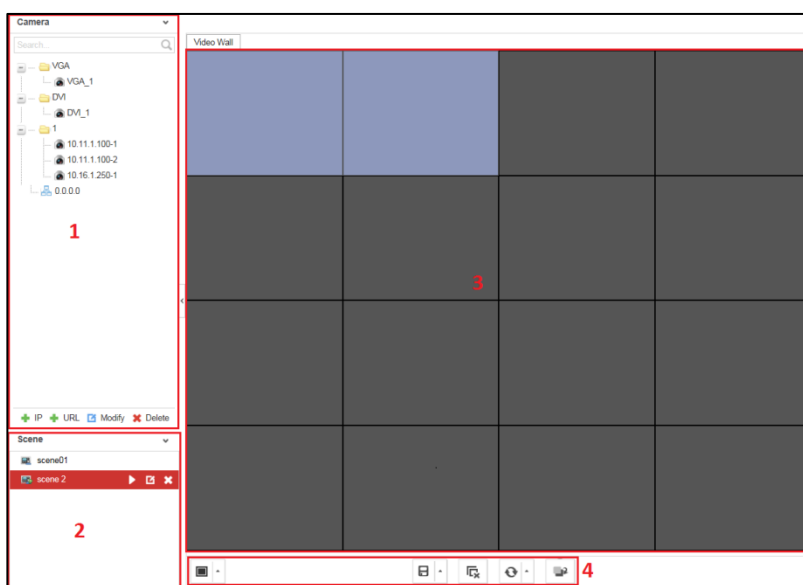 Camera
Search...
Video Wall
VGA
VGA_1
DVI
DVI_1
1
10.11.1.100-1
10.11.1.100-2
10.16.1.250-1
0.0.0.0
1
3
IP URL Modify Delete
Scene
scene01
scene 2
2
4